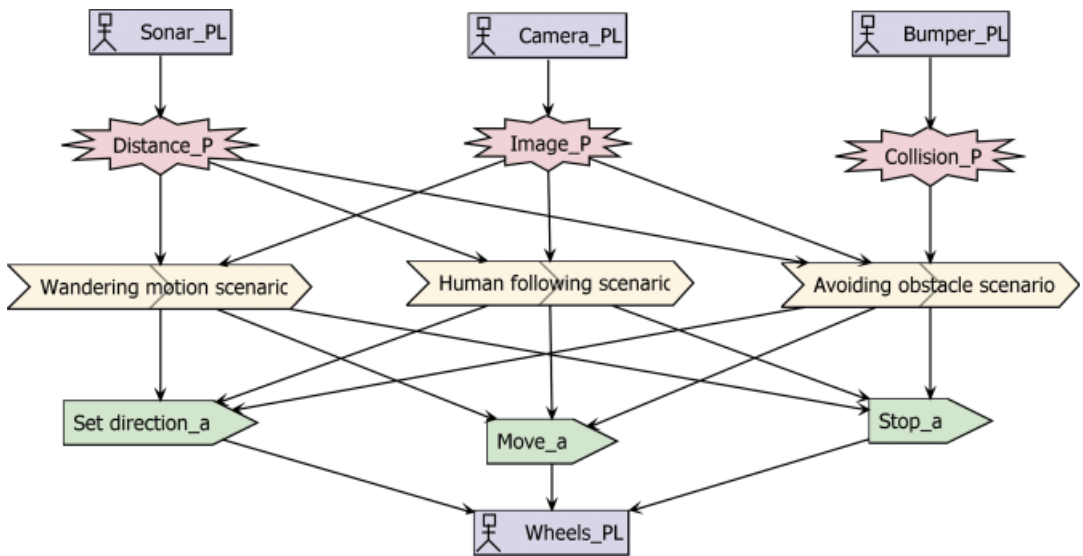 Sonar_PL
Camera_PL
Bumper_PL
Distance_P
Image_P
Collision_P
Wandering motion scenaric
Human following scenaric
Avoiding obstacle scenario
Set direction_a
Move_a
Stop_a
Wheels_PL